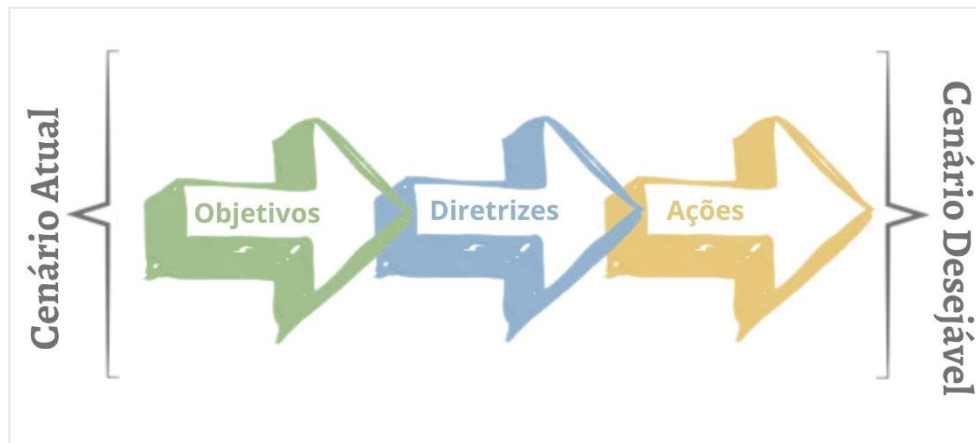 Cenário Atual
Objetivos
Diretrizes
Ações
Cenário Desejável